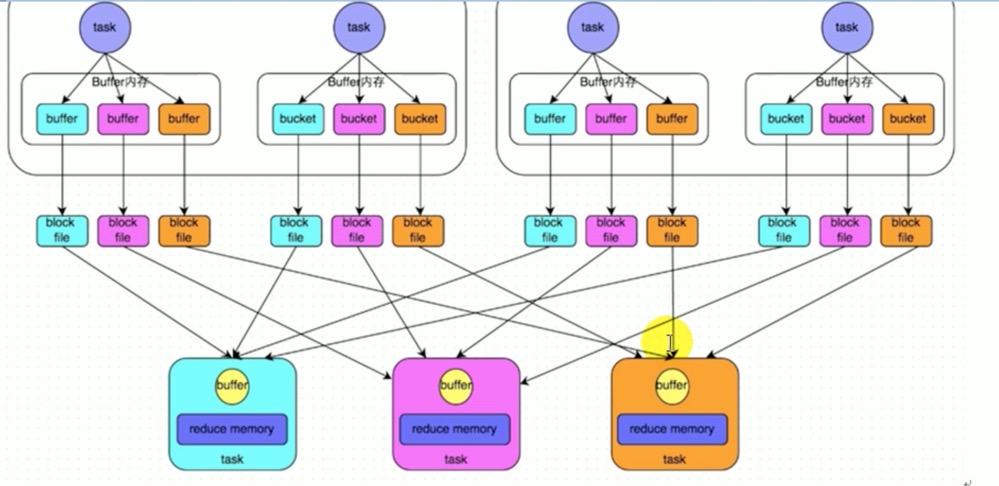 task
task
task
task
Buffer内存
Buffer内存
Buffer内存
Buffer内存
buffer
buffer
buffer
bucket
bucket
bucket
buffer
buffer
buffer
bucket
bucket
bucket
block
file
block
file
block
file
block
file
block
file
block
file
block
file
block
file
block
file
block
file
block
file
block
file
buffer
reduce memory
task
buffer
reduce memory
task
buffer
reduce memory
task